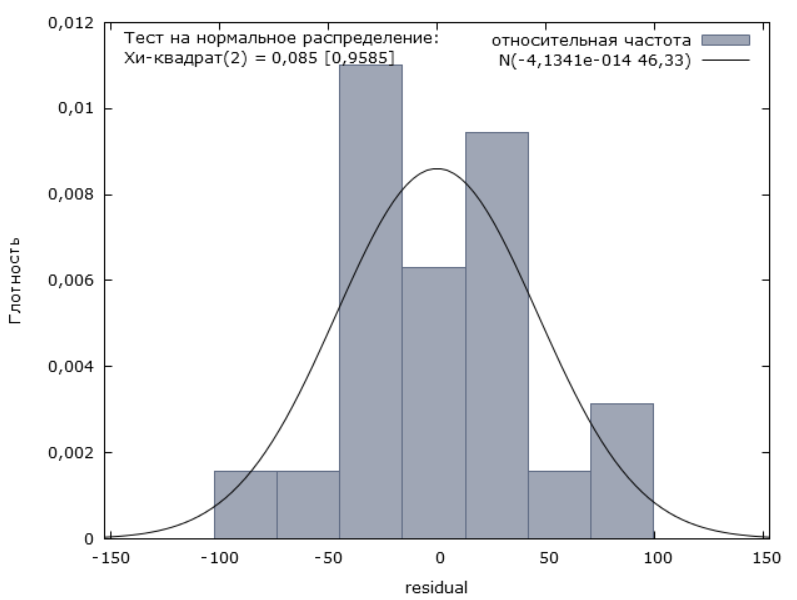 Тест на нормальное распределение:
Хи-квадрат(2) = 0,085 [0,9585]
относительная частота
N(-4,1341e-014 46,33)
0,012
0,01
0,008
0,006
0,004
0,002
0
Глотность
-150
-100
-50
0
50
100
150
residual